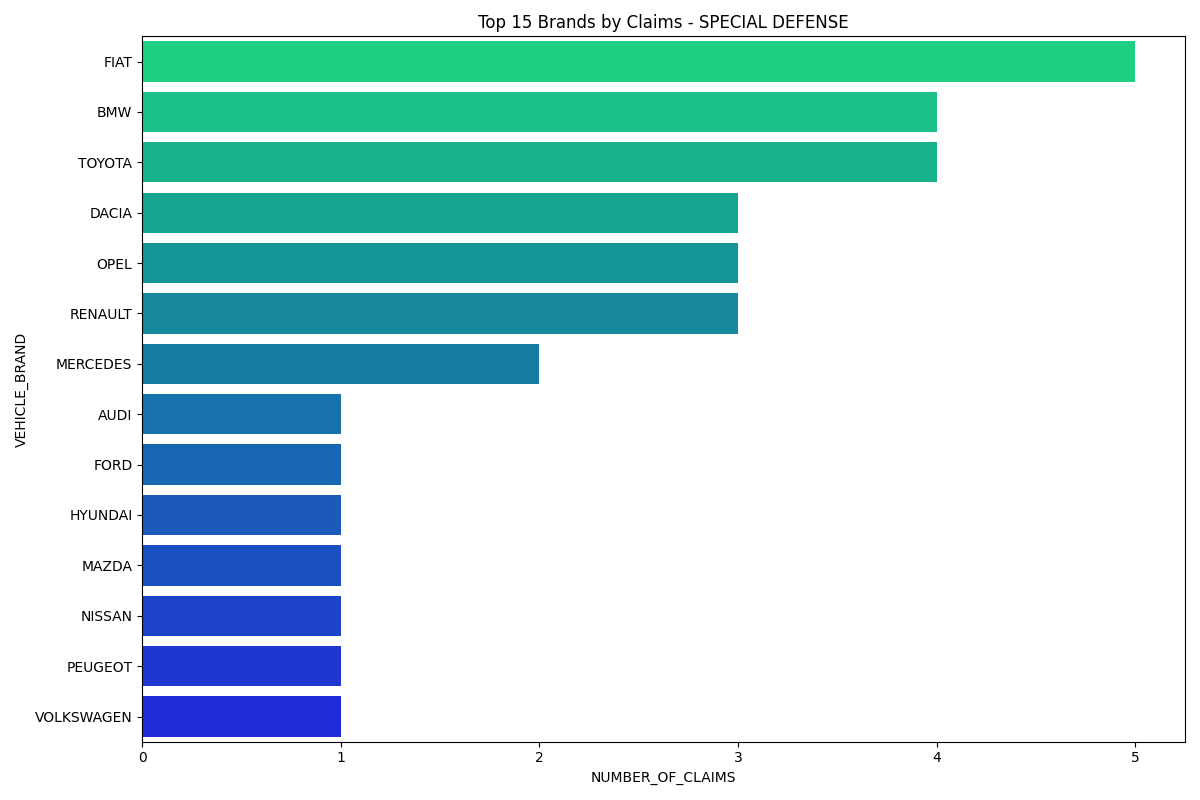 Top 15 Brands by Claims - SPECIAL DEFENSE
VEHICLE_BRAND
FIAT
BMW
TOYOTA
DACIA
OPEL
RENAULT
MERCEDES
AUDI
FORD
HYUNDAI
MAZDA
NISSAN
PEUGEOT
VOLKSWAGEN
0 1 2 3 4 5
NUMBER_OF_CLAIMS